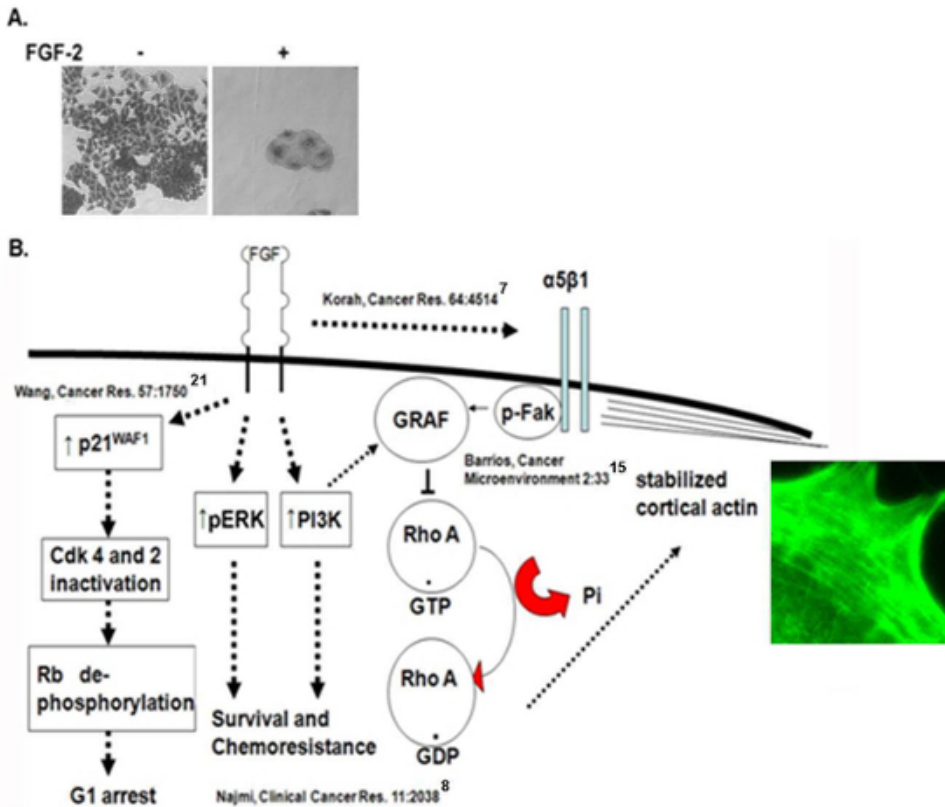 A.
FGF-2 - +
B.
FGF
α5β1
Korah, Cancer Res. 64:4514 7
Wang, Cancer Res. 57:1750 21
↑ p21WAF1
GRAF
p-Fak
Barrios, Cancer
Microenvironment 2:33 15
stabilized
cortical actin
↑pERK
↑PI3K
Rho A
GTP
Pi
Cdk 4 and 2
inactivation
Rb de-
phosphorylation
Rho A
GDP
Survival and
Chemoresistance
G1 arrest
Najmi, Clinical Cancer Res. 11:2038 8